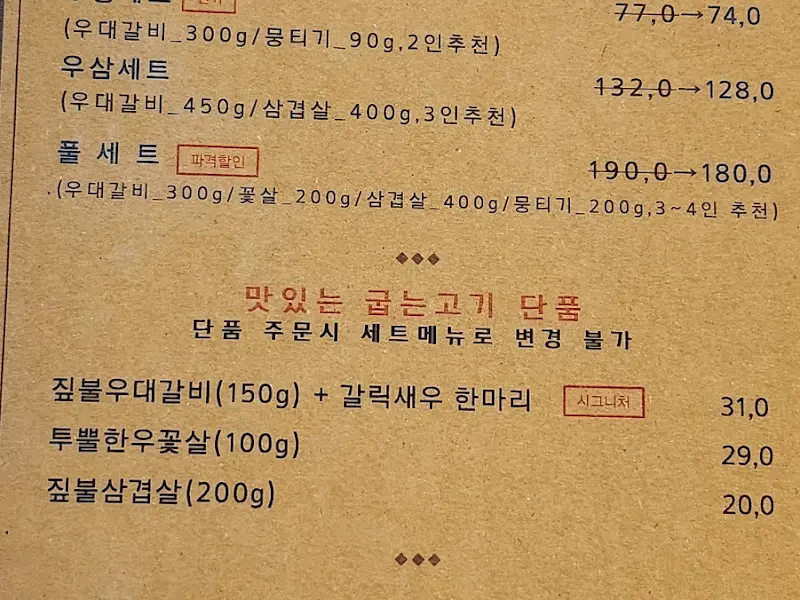 77,0→74,0
(우대갈비_300g/뭉티기_90g,2인추천)
우삼세트 132,0→128,0
(우대갈비_450g/삼겹살_400g,3인추천)
풀 세 트 파격할인 190,0→180,0
.(우대갈비_300g/꽃살_200g/삼겹살_400g/뭉티기_200g,3~4인 추천)
맛있는 굽는고기 단품
단품 주문시 세트메뉴로 변경 불가
짚불우대갈비(150g) + 갈릭새우 한마리 시그니처 31,0
투뿔한우꽃살(100g) 29,0
짚불삼겹살(200g) 20,0